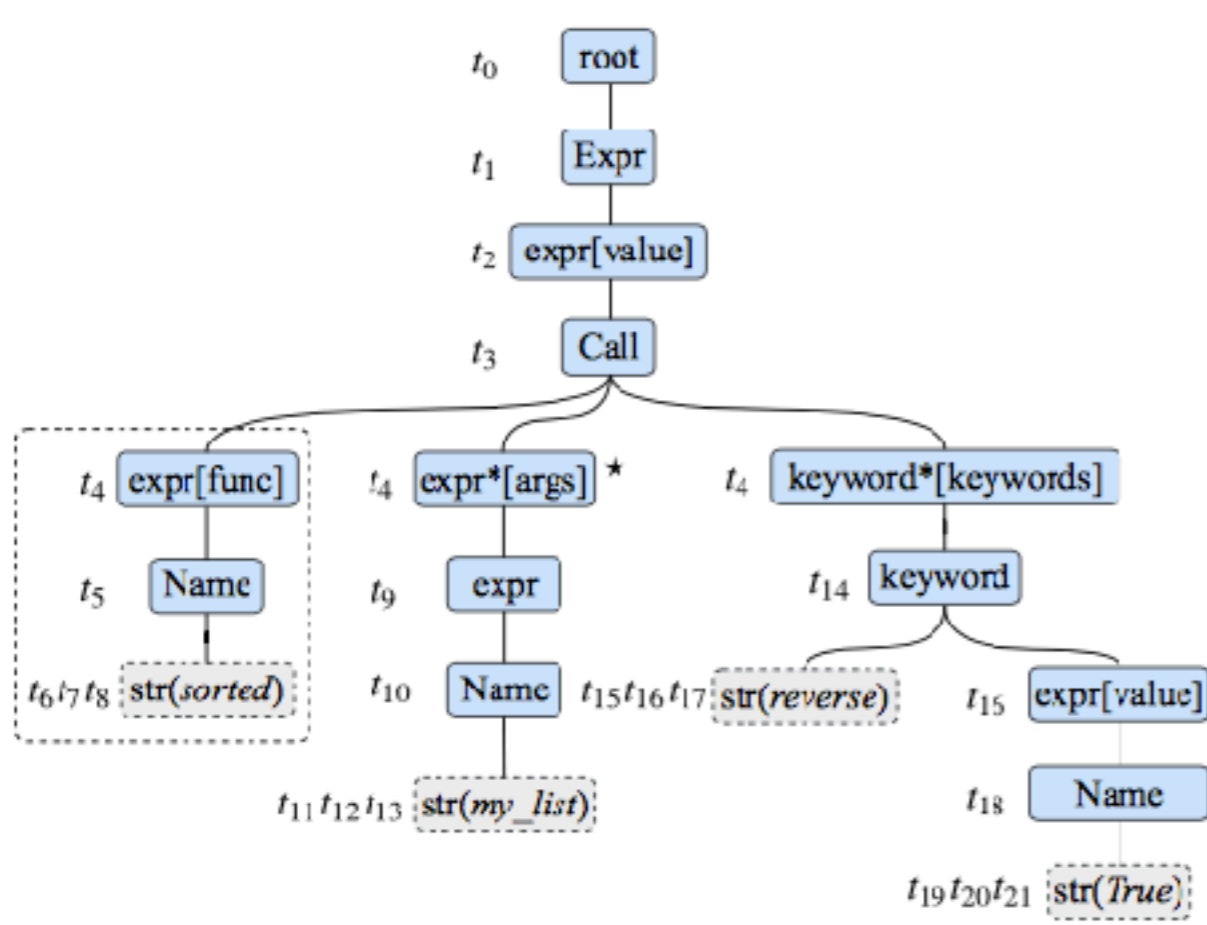 t0 root
t1 Expr
t2 expr[value]
t3 Call
t4 expr[func] t4 expr*[args] ★ t4 keyword*[keywords]
t5 Name t9 expr t14 keyword
t6 t7 t8 str(sorted) t10 Name t15 t16 t17 str(reverse) t15 expr[value]
t11 t12 t13 str(my_list) t18 Name
t19 t20 t21 str(True)